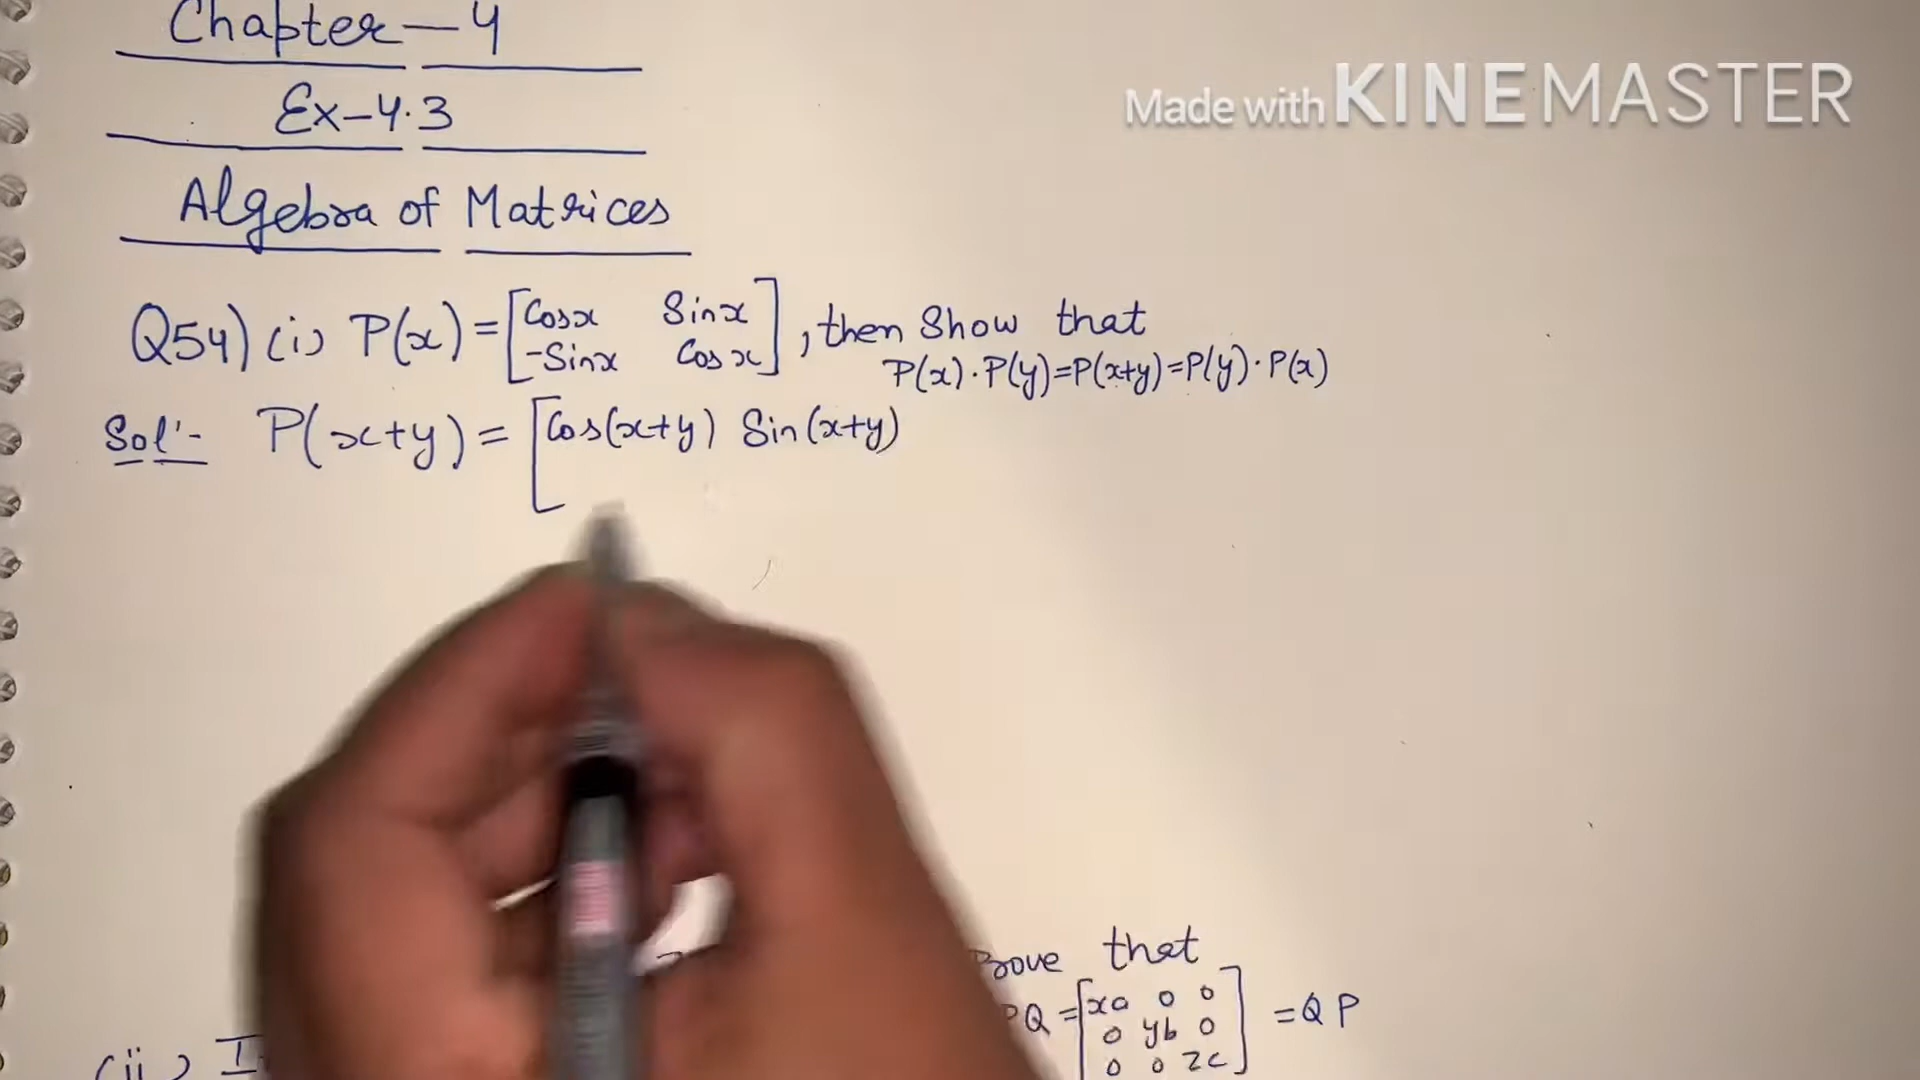 Chapter-4
Made with KINEMASTER
Ex-4.3
Algebra of Matrices
Q54) (i) P(x) = [Cosx Sinx], then Show that
-Sinx Cosx
P(x).P(y)=P(x+y)=P(y).P(x)
Sol:- P(x+y) = [Cos(x+y) Sin(x+y)
that
PQ = [xa 0 0] = QP
0 yb 0
0 0 zc
(ii)